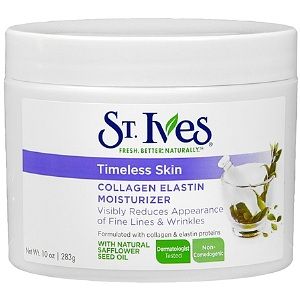 ST. IVES
FRESH. BETTER. NATURALLY.™
Timeless Skin
COLLAGEN ELASTIN
MOISTURIZER
Visibly Reduces Appearance
of Fine Lines & Wrinkles
Formulated with collagen & elastin proteins
WITH NATURAL
SAFFLOWER
SEED OIL
Dermatologist
Tested
Non-
Comedogenic
Net Wt. 10 oz / 283g